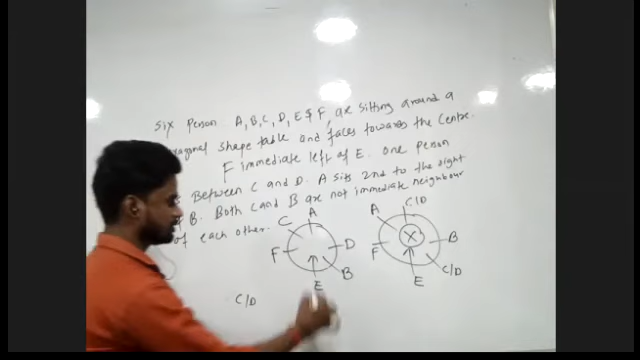 Six Person A, B, C, D, E & F, are sitting around a
hexagonal shape table and faces towards the Centre.
F immediate left of E. One person
Between C and D. A sits 2nd to the right
of B. Both C and B are not immediate neighbour
of each other.
A
C
D
F
B
E
A
C/D
F
X
B
C/D
E
C/D